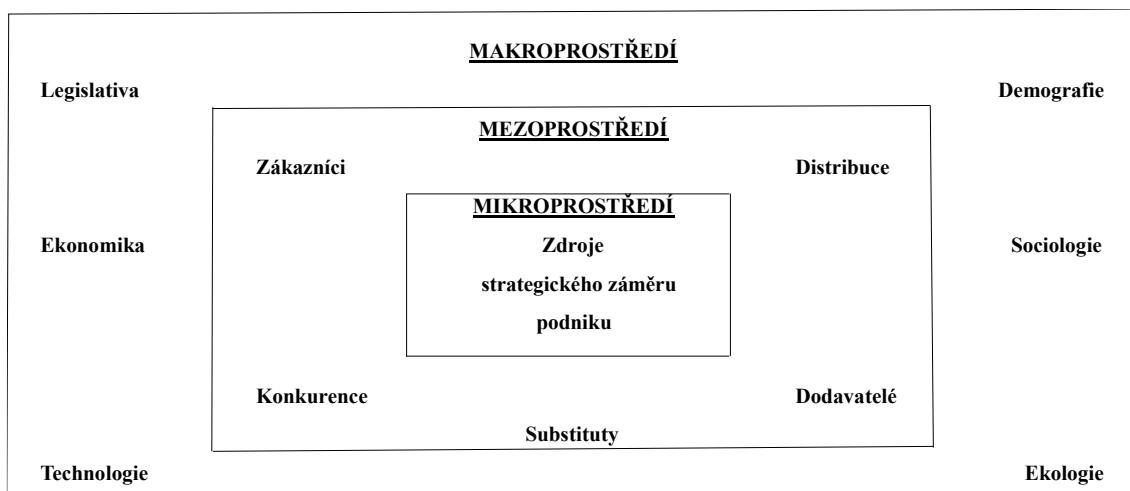 MAKROPROSTŘEDÍ
Legislativa
Demografie
MEZOPROSTŘEDÍ
Zákazníci
Distribuce
MIKROPROSTŘEDÍ
Ekonomika
Zdroje
Sociologie
strategického záměru
podniku
Konkurence
Dodavatelé
Substituty
Technologie
Ekologie